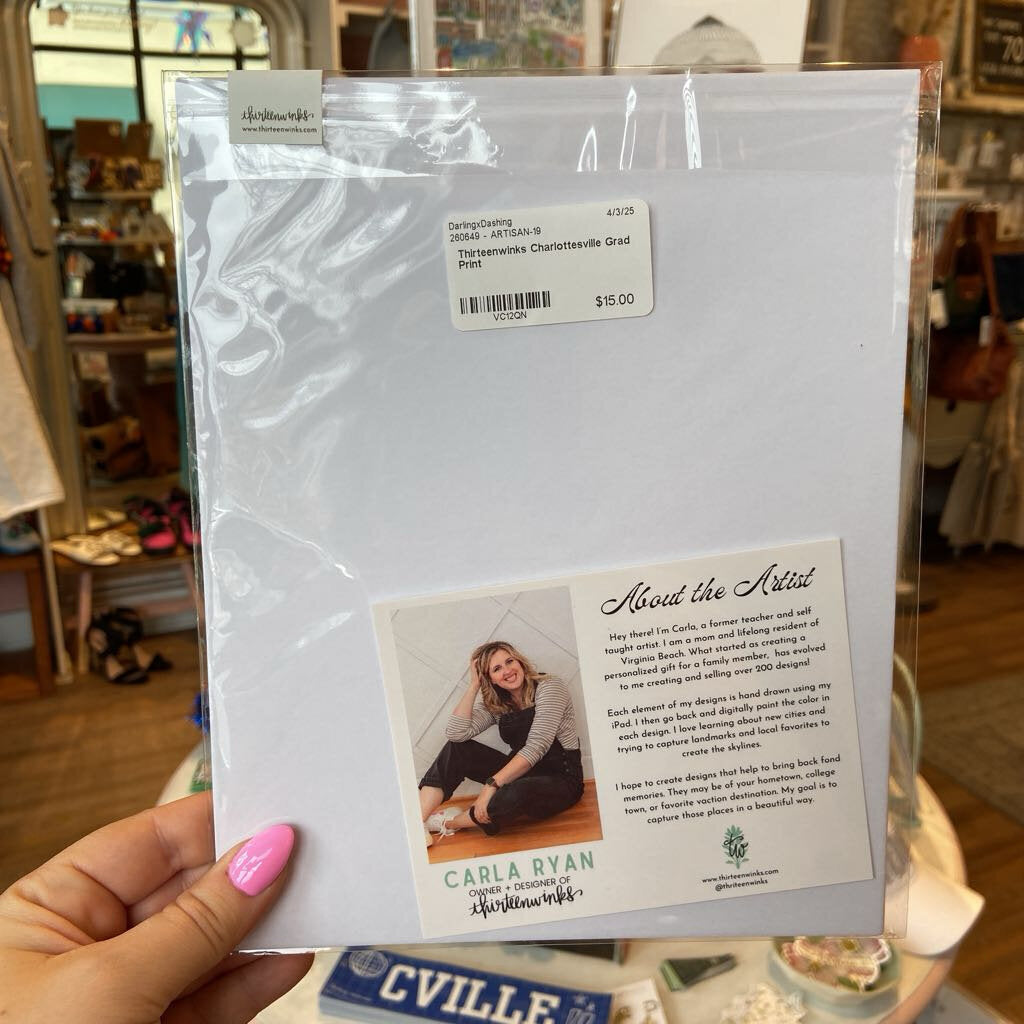 thirteenwinks
www.thirteenwinks.com
DarlingxDashing
4/3/25
260649 - ARTISAN-19
Thirteenwinks Charlottesville Grad
Print
VC12QN
$15.00
About the Artist
Hey there! I'm Carla, a former teacher and self
taught artist. I am a mom and lifelong resident of
Virginia Beach. What started as creating a
personalized gift for a family member, has evolved
to me creating and selling over 200 designs!
Each element of my designs is hand drawn using my
iPad. I then go back and digitally paint the color in
each design. I love learning about new cities and
trying to capture landmarks and local favorites to
create the skylines.
I hope to create designs that help to bring back fond
memories. They may be of your hometown, college
town, or favorite vaction destination. My goal is to
capture those places in a beautiful way.
tw
www.thirteenwinks.com
@thriteenwinks
CARLA RYAN
OWNER + DESIGNER OF
thirteenwinks
CVILLE
70